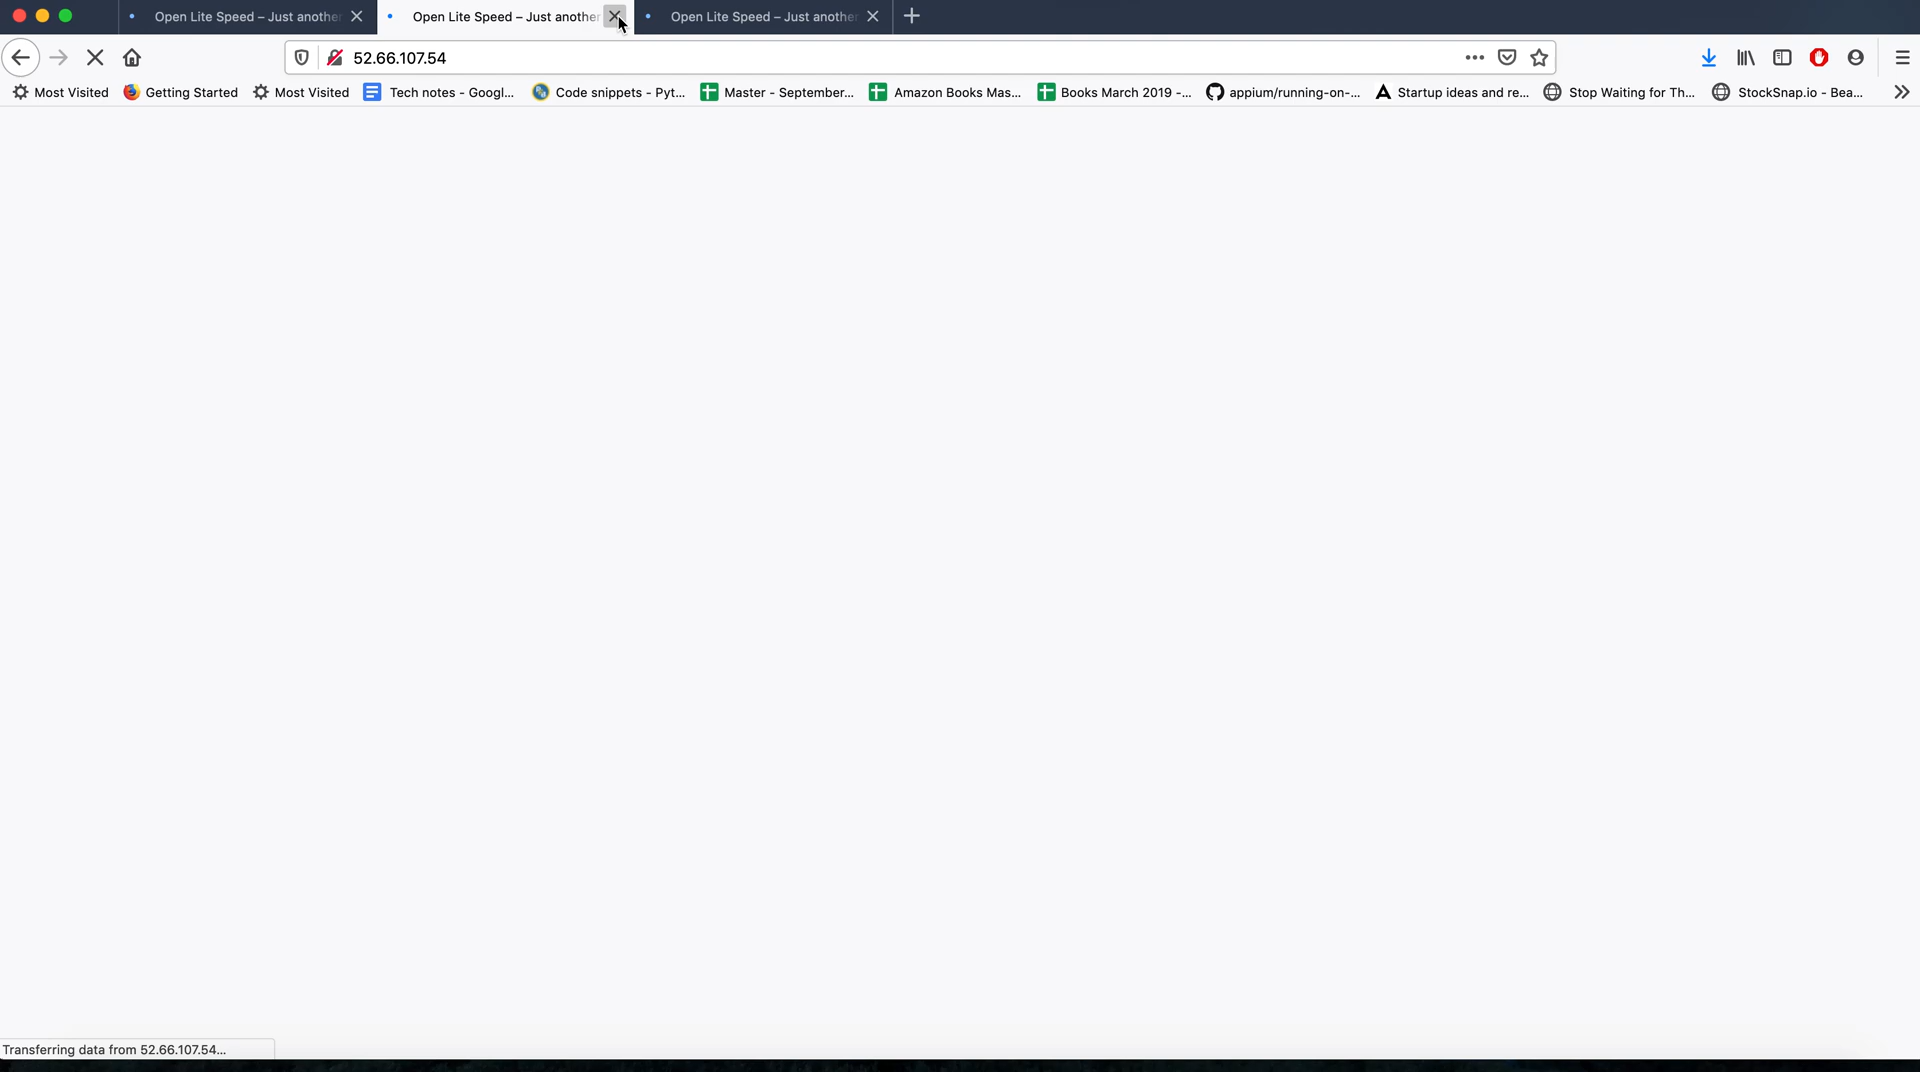 Open Lite Speed – Just another
Open Lite Speed – Just another
Open Lite Speed – Just another
52.66.107.54
Most Visited
Getting Started
Most Visited
Tech notes - Googl...
Code snippets - Pyt...
Master - September...
Amazon Books Mas...
Books March 2019 -...
appium/running-on-...
Startup ideas and re...
Stop Waiting for Th...
StockSnap.io - Bea...
Transferring data from 52.66.107.54...